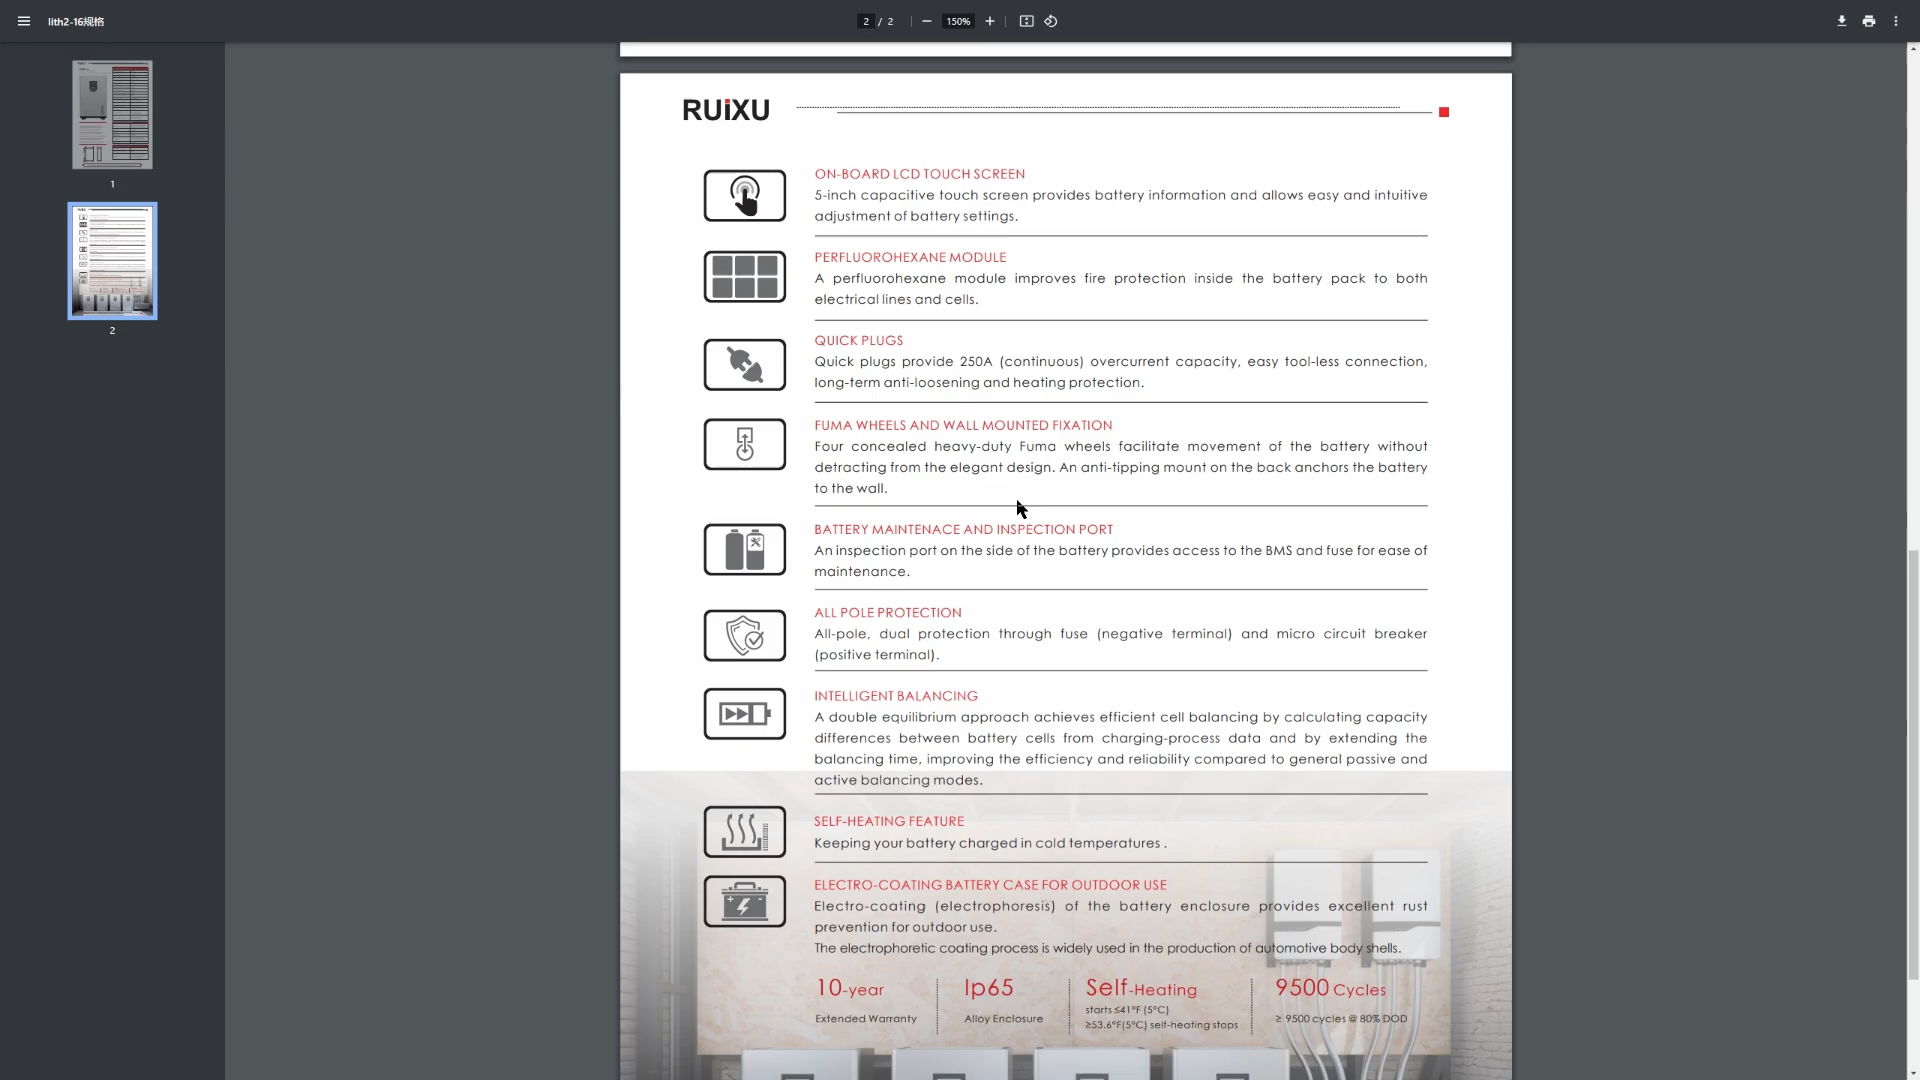 lith2-16规格
2 / 2
150%
1
2
RUiXU
ON-BOARD LCD TOUCH SCREEN
5-inch capacitive touch screen provides battery information and allows easy and intuitive
adjustment of battery settings.
PERFLUOROHEXANE MODULE
A perfluorohexane module improves fire protection inside the battery pack to both
electrical lines and cells.
QUICK PLUGS
Quick plugs provide 250A (continuous) overcurrent capacity, easy tool-less connection,
long-term anti-loosening and heating protection.
FUMA WHEELS AND WALL MOUNTED FIXATION
Four concealed heavy-duty Fuma wheels facilitate movement of the battery without
detracting from the elegant design. An anti-tipping mount on the back anchors the battery
to the wall.
BATTERY MAINTENACE AND INSPECTION PORT
An inspection port on the side of the battery provides access to the BMS and fuse for ease of
maintenance.
ALL POLE PROTECTION
All-pole, dual protection through fuse (negative terminal) and micro circuit breaker
(positive terminal).
INTELLIGENT BALANCING
A double equilibrium approach achieves efficient cell balancing by calculating capacity
differences between battery cells from charging-process data and by extending the
balancing time, improving the efficiency and reliability compared to general passive and
active balancing modes.
SELF-HEATING FEATURE
Keeping your battery charged in cold temperatures .
ELECTRO-COATING BATTERY CASE FOR OUTDOOR USE
Electro-coating (electrophoresis) of the battery enclosure provides excellent rust
prevention for outdoor use.
The electrophoretic coating process is widely used in the production of automotive body shells.
10-year
Extended Warranty
Ip65
Alloy Enclosure
Self-Heating
starts ≤41°F (5°C)
≥53.6°F(5°C) self-heating stops
9500 Cycles
≥ 9500 cycles @ 80% DOD